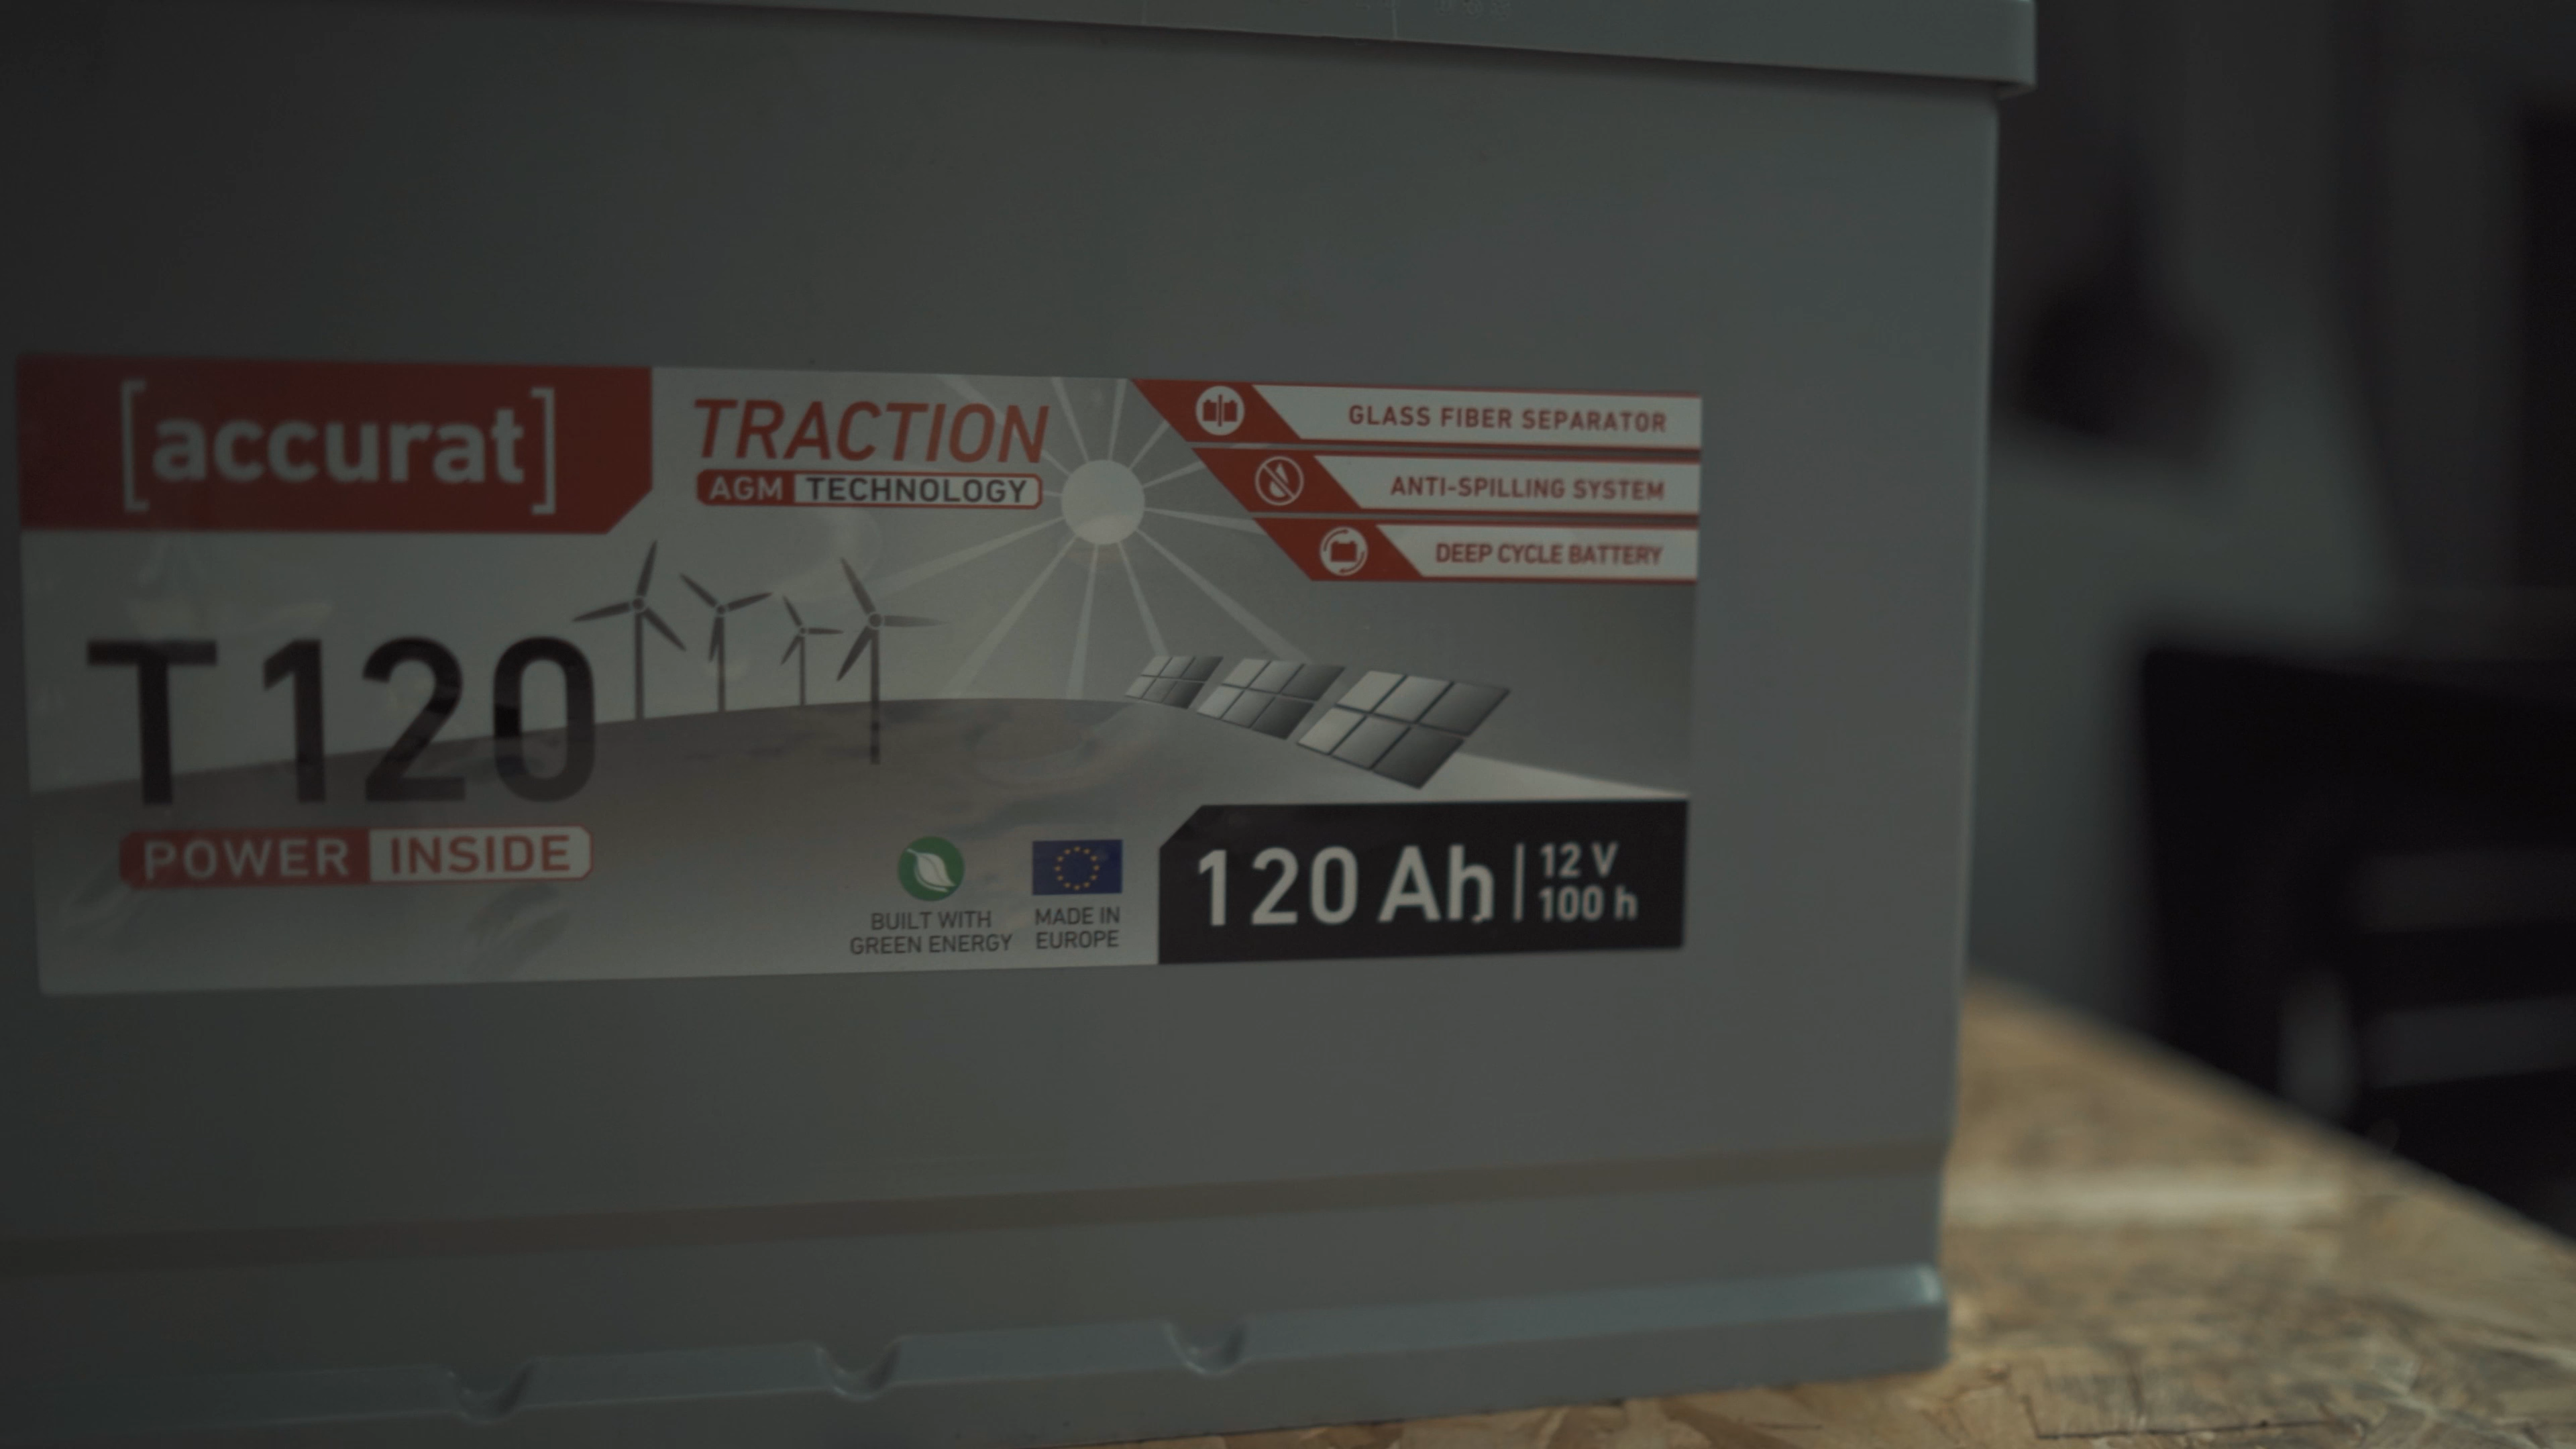 [accurat]
TRACTION
AGM TECHNOLOGY
GLASS FIBER SEPARATOR
ANTI-SPILLING SYSTEM
DEEP CYCLE BATTERY
T120
POWER INSIDE
BUILT WITH
GREEN ENERGY
MADE IN
EUROPE
120 Ah
12 V
100 h